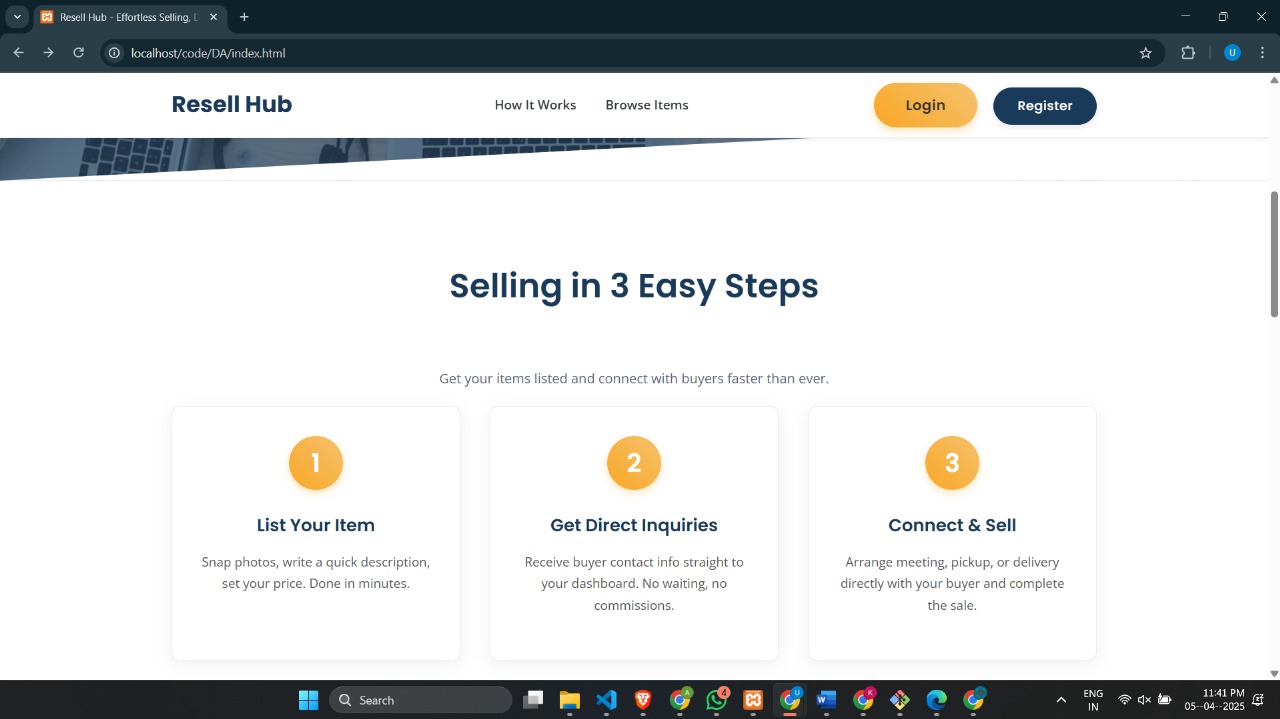 Resell Hub - Effortless Selling, D
localhost/code/DA/index.html
U
Resell Hub
How It Works
Browse Items
Login
Register
Selling in 3 Easy Steps
Get your items listed and connect with buyers faster than ever.
1
List Your Item
Snap photos, write a quick description,
set your price. Done in minutes.
2
Get Direct Inquiries
Receive buyer contact info straight to
your dashboard. No waiting, no
commissions.
3
Connect & Sell
Arrange meeting, pickup, or delivery
directly with your buyer and complete
the sale.
Search
A
4
U
W
K
ENG
IN
11:41 PM
05--04--2025